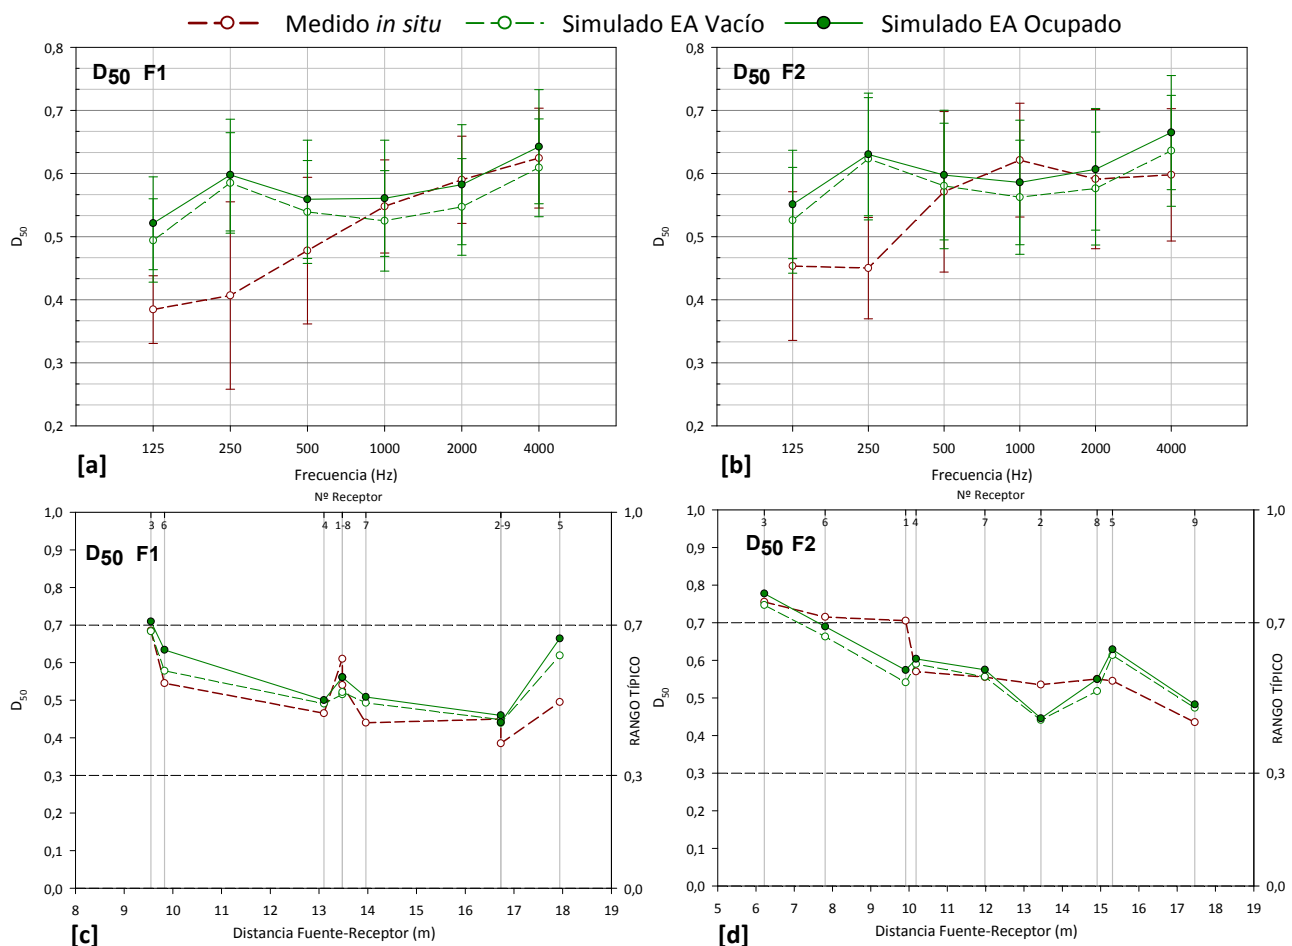 Medido in situ Simulado EA Vacío Simulado EA Ocupado
D50 F1
0,8
0,7
0,6
0,5
0,4
0,3
0,2
D50
125 250 500 1000 2000 4000
Frecuencia (Hz)
[a]
D50 F2
0,8
0,7
0,6
0,5
0,4
0,3
0,2
D50
125 250 500 1000 2000 4000
Frecuencia (Hz)
[b]
Nº Receptor
3 6 4 1-8 7 2-9 5
D50 F1
1,0
0,9
0,8
0,7
0,6
0,5
0,4
0,3
0,2
0,1
0,0
D50
1,0
0,7
0,3
0,0
RANGO TÍPICO
8 9 10 11 12 13 14 15 16 17 18 19
[c] Distancia Fuente-Receptor (m)
Nº Receptor
3 6 1 4 7 2 8 5 9
D50 F2
1,0
0,9
0,8
0,7
0,6
0,5
0,4
0,3
0,2
0,1
0,0
D50
1,0
0,7
0,3
0,0
RANGO TÍPICO
5 6 7 8 9 10 11 12 13 14 15 16 17 18 19
[d] Distancia Fuente-Receptor (m)